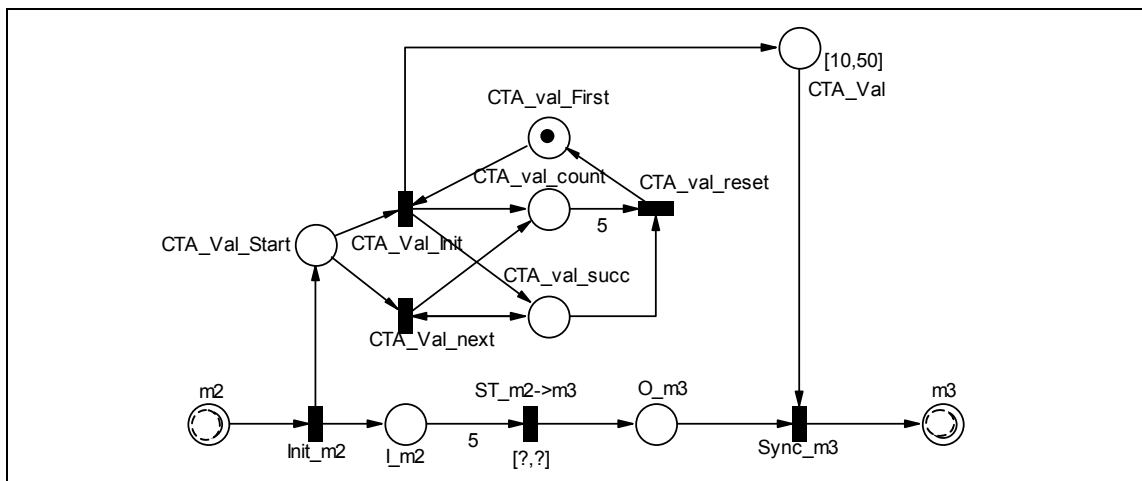 [10,50]
CTA_Val
CTA_val_First
CTA_val_count
CTA_val_reset
5
CTA_Val_Start
CTA_Val_Init
CTA_val_succ
CTA_Val_next
m2
ST_m2->m3
O_m3
m3
5
Init_m2
I_m2
[?,?]
Sync_m3